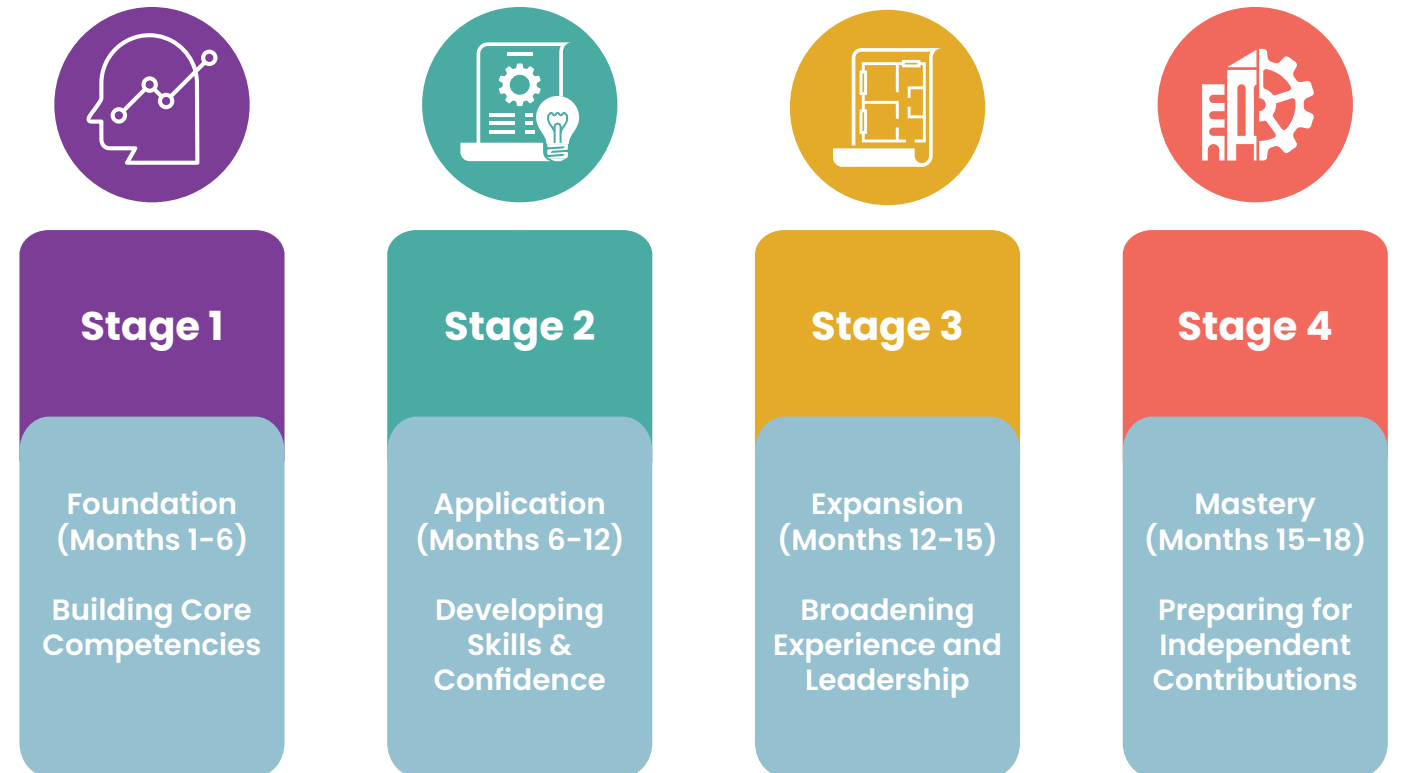 Stage 1
Foundation
(Months 1-6)
Building Core
Competencies
Stage 2
Application
(Months 6-12)
Developing
Skills &
Confidence
Stage 3
Expansion
(Months 12-15)
Broadening
Experience and
Leadership
Stage 4
Mastery
(Months 15-18)
Preparing for
Independent
Contributions